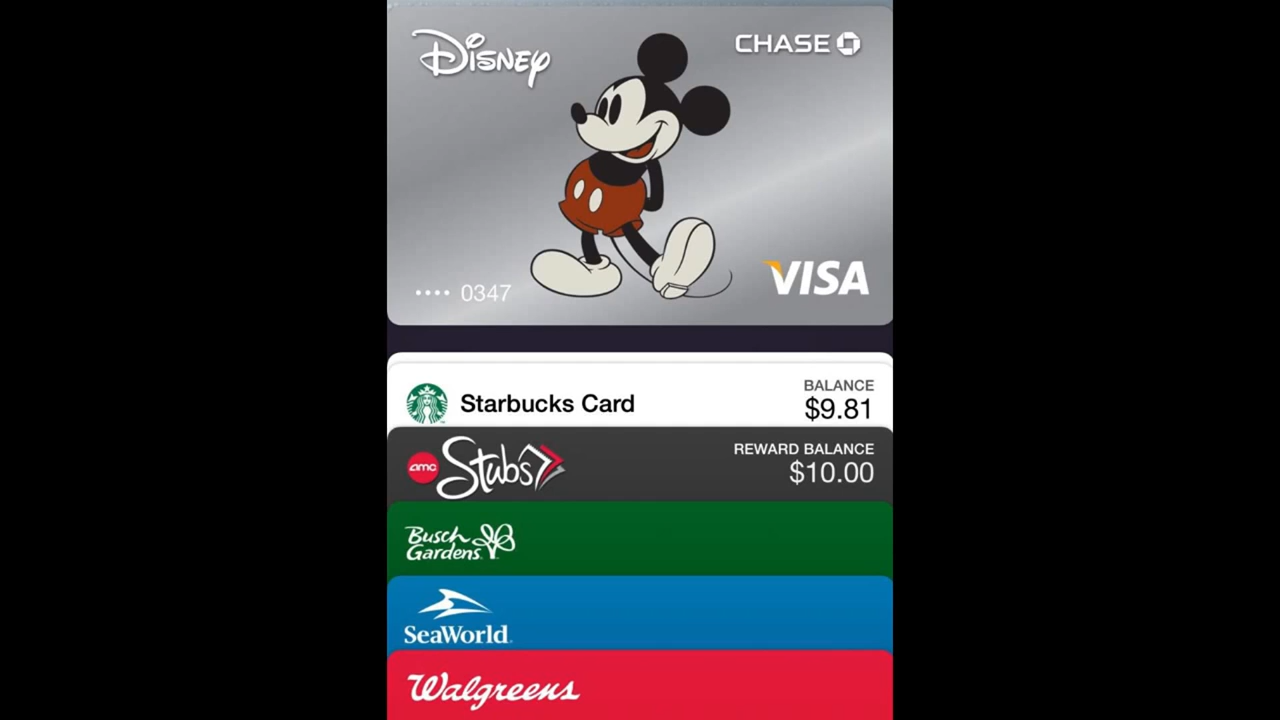 Disney
CHASE
•••• 0347
VISA
Starbucks Card
BALANCE
$9.81
amc Stubs
REWARD BALANCE
$10.00
Busch
Gardens
SeaWorld
Walgreens